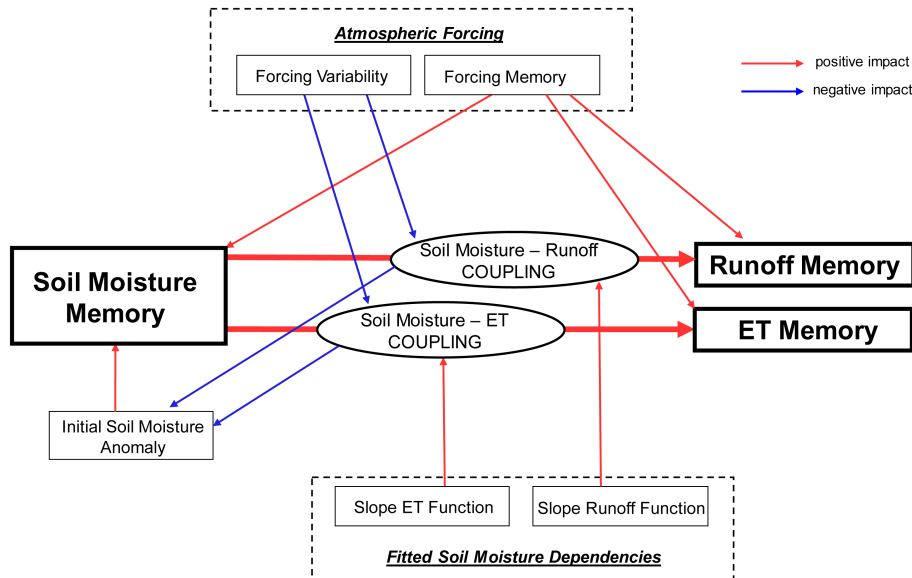 Atmospheric Forcing
Forcing Variability
Forcing Memory
positive impact
negative impact
Soil Moisture – Runoff
COUPLING
Soil Moisture
Memory
Runoff Memory
Soil Moisture – ET
COUPLING
ET Memory
Initial Soil Moisture
Anomaly
Slope ET Function
Slope Runoff Function
Fitted Soil Moisture Dependencies